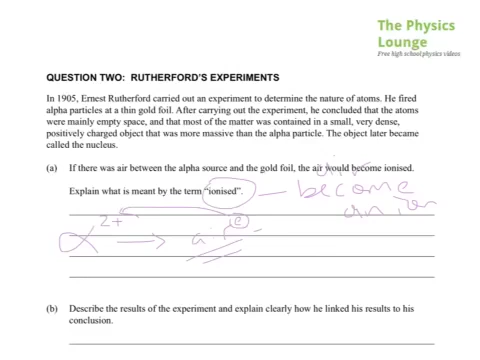 The Physics
Lounge
Free high school physics videos
QUESTION TWO: RUTHERFORD'S EXPERIMENTS
In 1905, Ernest Rutherford carried out an experiment to determine the nature of atoms. He fired
alpha particles at a thin gold foil. After carrying out the experiment, he concluded that the atoms
were mainly empty space, and that most of the matter was contained in a small, very dense,
positively charged object that was more massive than the alpha particle. The object later became
called the nucleus.
(a) If there was air between the alpha source and the gold foil, the air would become ionised.
air
Explain what is meant by the term "ionised".
become
an ion
2+
α → air e
(b) Describe the results of the experiment and explain clearly how he linked his results to his
conclusion.